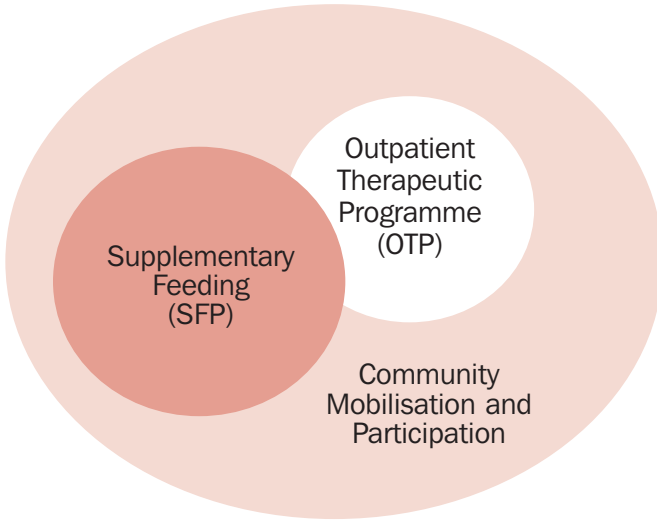 Outpatient
Therapeutic
Programme
(OTP)
Supplementary
Feeding
(SFP)
Community
Mobilisation and
Participation